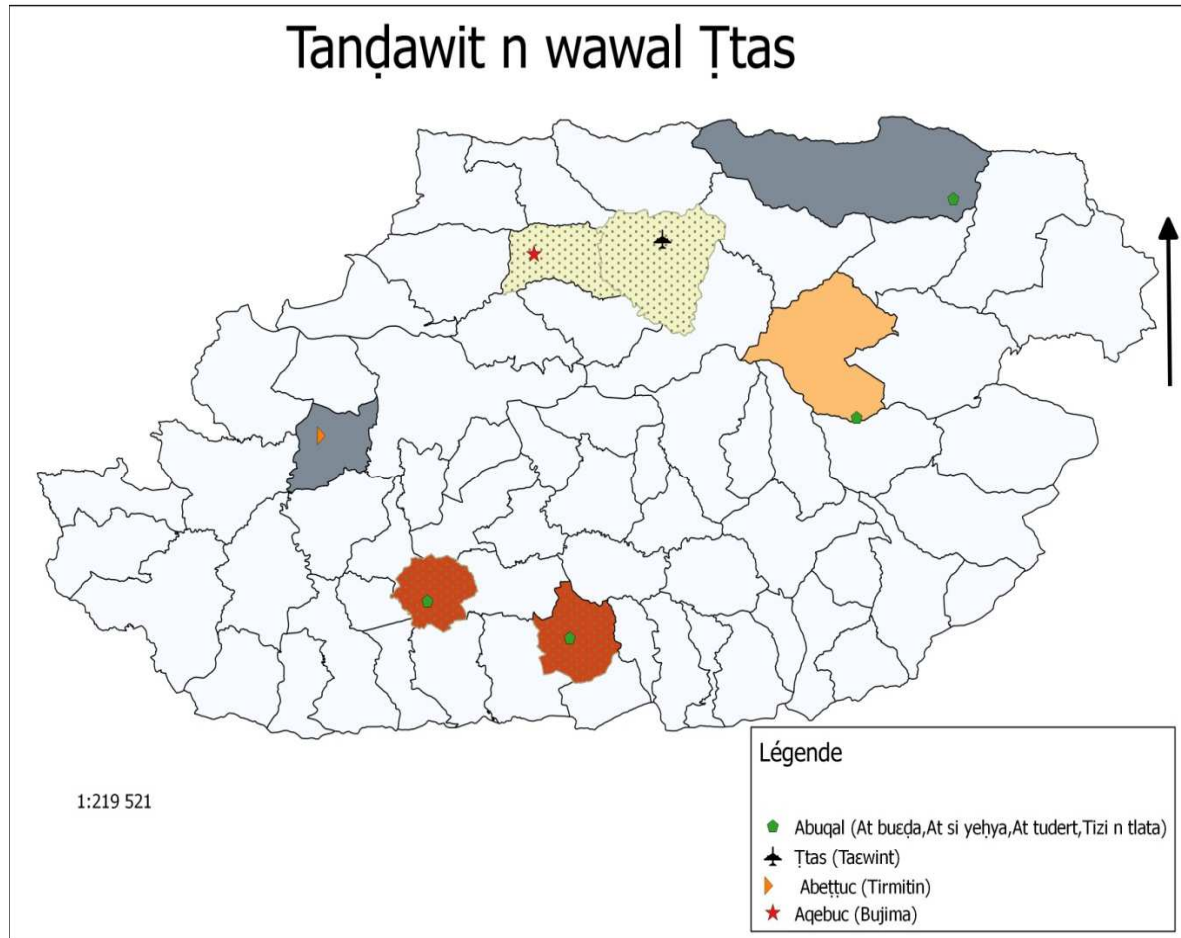 Tanḍawit n wawal Ṭtas
1:219 521
Légende
Abuqal (At buɛḍa,At si yeḥya,At tudert,Tizi n tlata)
Ṭtas (Taɛwint)
Abeṭṭuc (Tirmitin)
Aqebuc (Bujima)